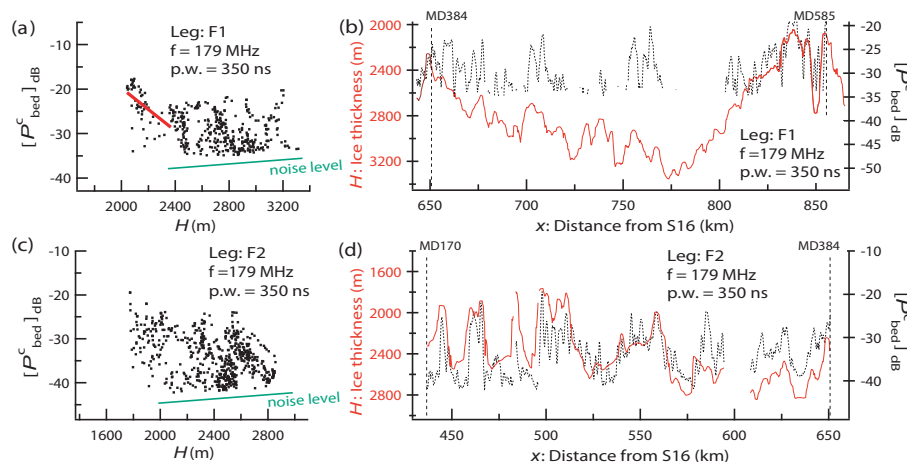 (a)
Leg: F1
f = 179 MHz
p.w. = 350 ns
-5
-10
-20
-30
-40
[P^c_bed]dB
noise level
2000 2400 2800 3200
H (m)
(b)
MD384
MD585
2000
2400
2800
3200
H: Ice thickness (m)
-20
-30
-40
-50
[P^c_bed]dB
Leg: F1
f =179 MHz
p.w. = 350 ns
650 700 750 800 850
x: Distance from S16 (km)
(c)
Leg: F2
f =179 MHz
p.w. = 350 ns
-10
-20
-30
-40
[P^c_bed]dB
noise level
1600 2000 2400 2800
H (m)
(d)
MD170
MD384
1600
2000
2400
2800
H: Ice thickness (m)
-10
-20
-30
-40
[P^c_bed]dB
Leg: F2
f =179 MHz
p.w. = 350 ns
450 500 550 600 650
x: Distance from S16 (km)